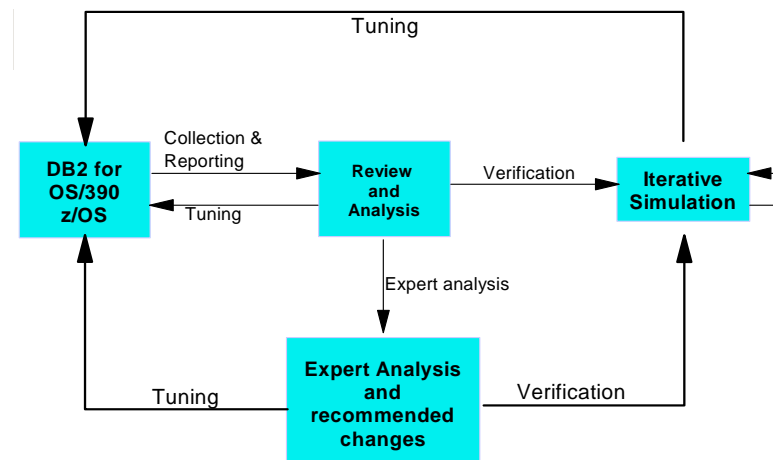 Tuning
Collection &
Reporting
DB2 for
OS/390
z/OS
Review
and
Analysis
Verification
Iterative
Simulation
Tuning
Expert analysis
Expert Analysis
and
recommended
changes
Tuning
Verification